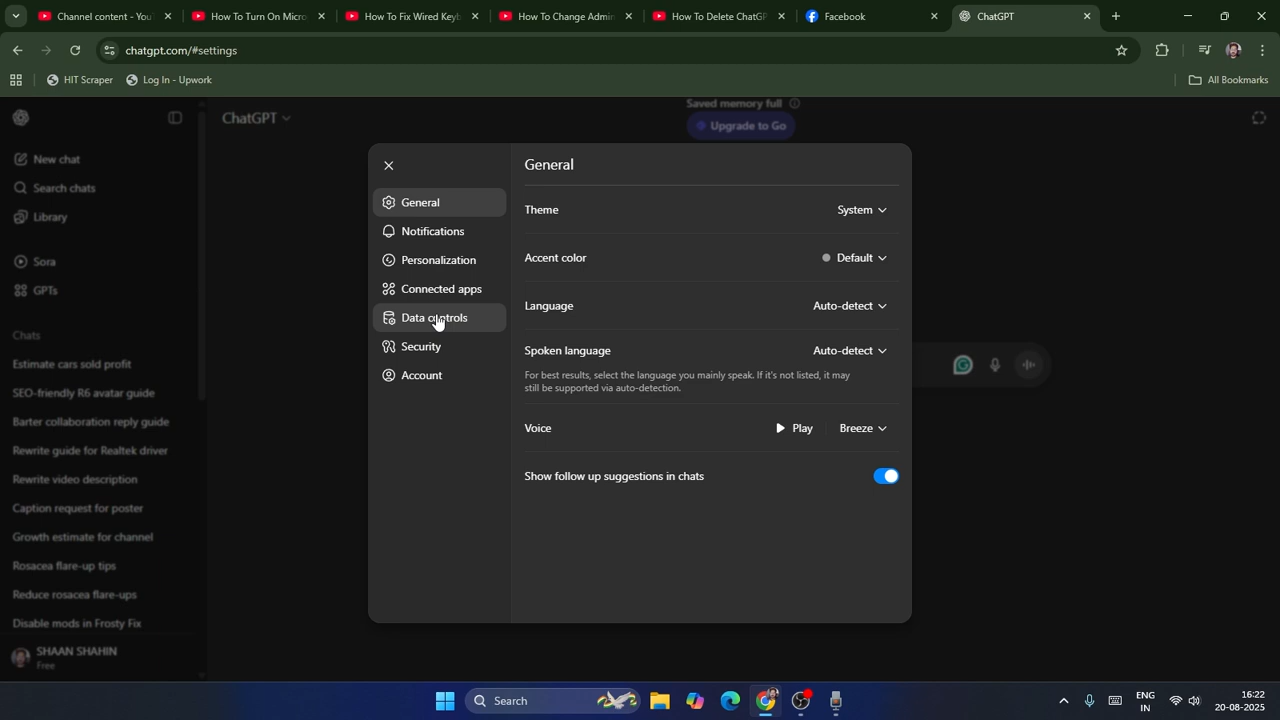 Channel content - You
How To Turn On Micro
How To Fix Wired Keyb
How To Change Admin
How To Delete ChatGP
Facebook
ChatGPT
chatgpt.com/#settings
HIT Scraper
Log In - Upwork
All Bookmarks
ChatGPT
Saved memory full
Upgrade to Go
New chat
Search chats
Library
Sora
GPTs
Chats
Estimate cars sold profit
SEO-friendly R6 avatar guide
Barter collaboration reply guide
Rewrite guide for Realtek driver
Rewrite video description
Caption request for poster
Growth estimate for channel
Rosacea flare-up tips
Reduce rosacea flare-ups
Disable mods in Frosty Fix
SHAAN SHAHIN
Free
General
Notifications
Personalization
Connected apps
Data controls
Security
Account
General
Theme
System
Accent color
Default
Language
Auto-detect
Spoken language
Auto-detect
For best results, select the language you mainly speak. If it's not listed, it may
still be supported via auto-detection.
Voice
Play
Breeze
Show follow up suggestions in chats
Search
ENG
IN
16:22
20-08-2025